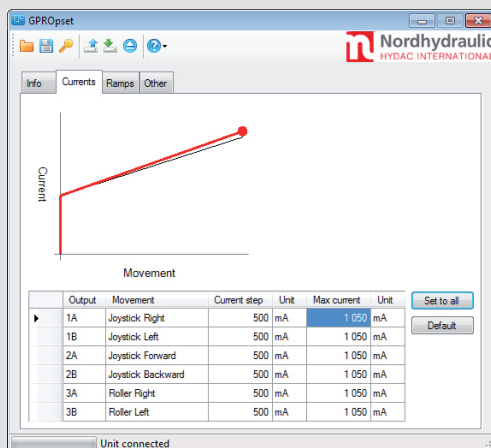 GPROpset
Nordhydraulic
HYDAC INTERNATIONAL
Info Currents Ramps Other
Current
Movement
Output Movement Current step Unit Max current Unit
1A Joystick Right 500 mA 1 050 mA
1B Joystick Left 500 mA 1 050 mA
2A Joystick Forward 500 mA 1 050 mA
2B Joystick Backward 500 mA 1 050 mA
3A Roller Right 500 mA 1 050 mA
3B Roller Left 500 mA 1 050 mA
Set to all
Default
Unit connected